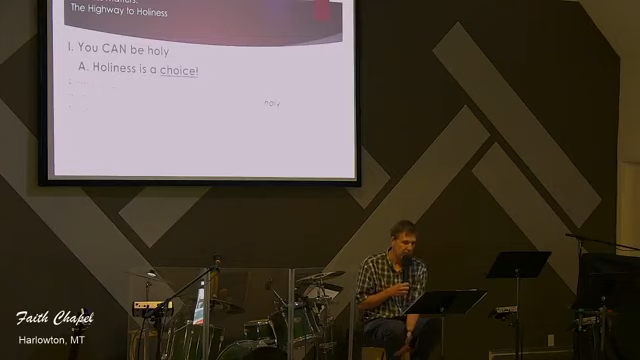 The Highway to Holiness
I. You CAN be holy
A. Holiness is a choice!
holy
Faith Chapel
Harlowton, MT